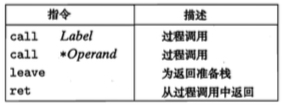 指令 描述
call Label 过程调用
call *Operand 过程调用
leave 为返回准备栈
ret 从过程调用中返回